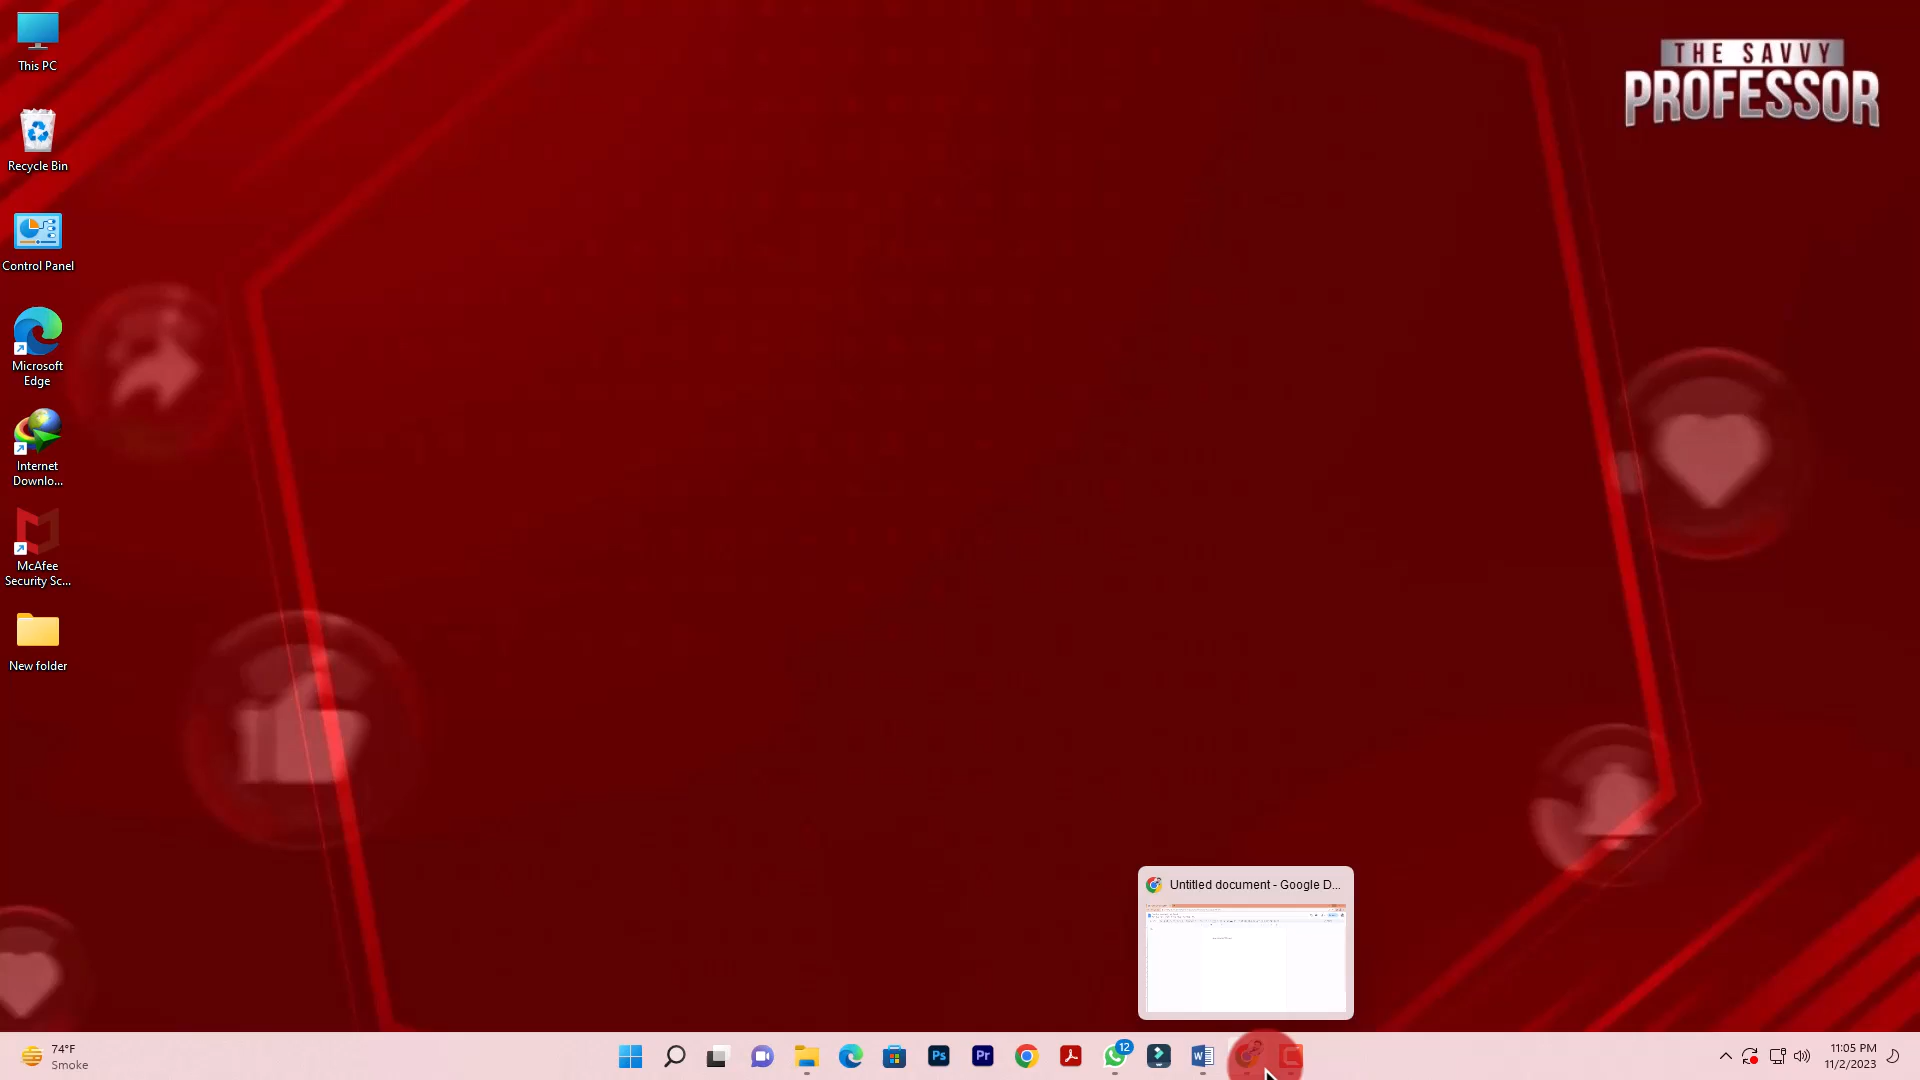 This PC
THE SAVVY
PROFESSOR
Recycle Bin
Control Panel
Microsoft
Edge
Internet
Downlo...
McAfee
Security Sc...
New folder
Untitled document - Google D...
74°F
Smoke
Ps
Pr
12
W
11:05 PM
11/2/2023